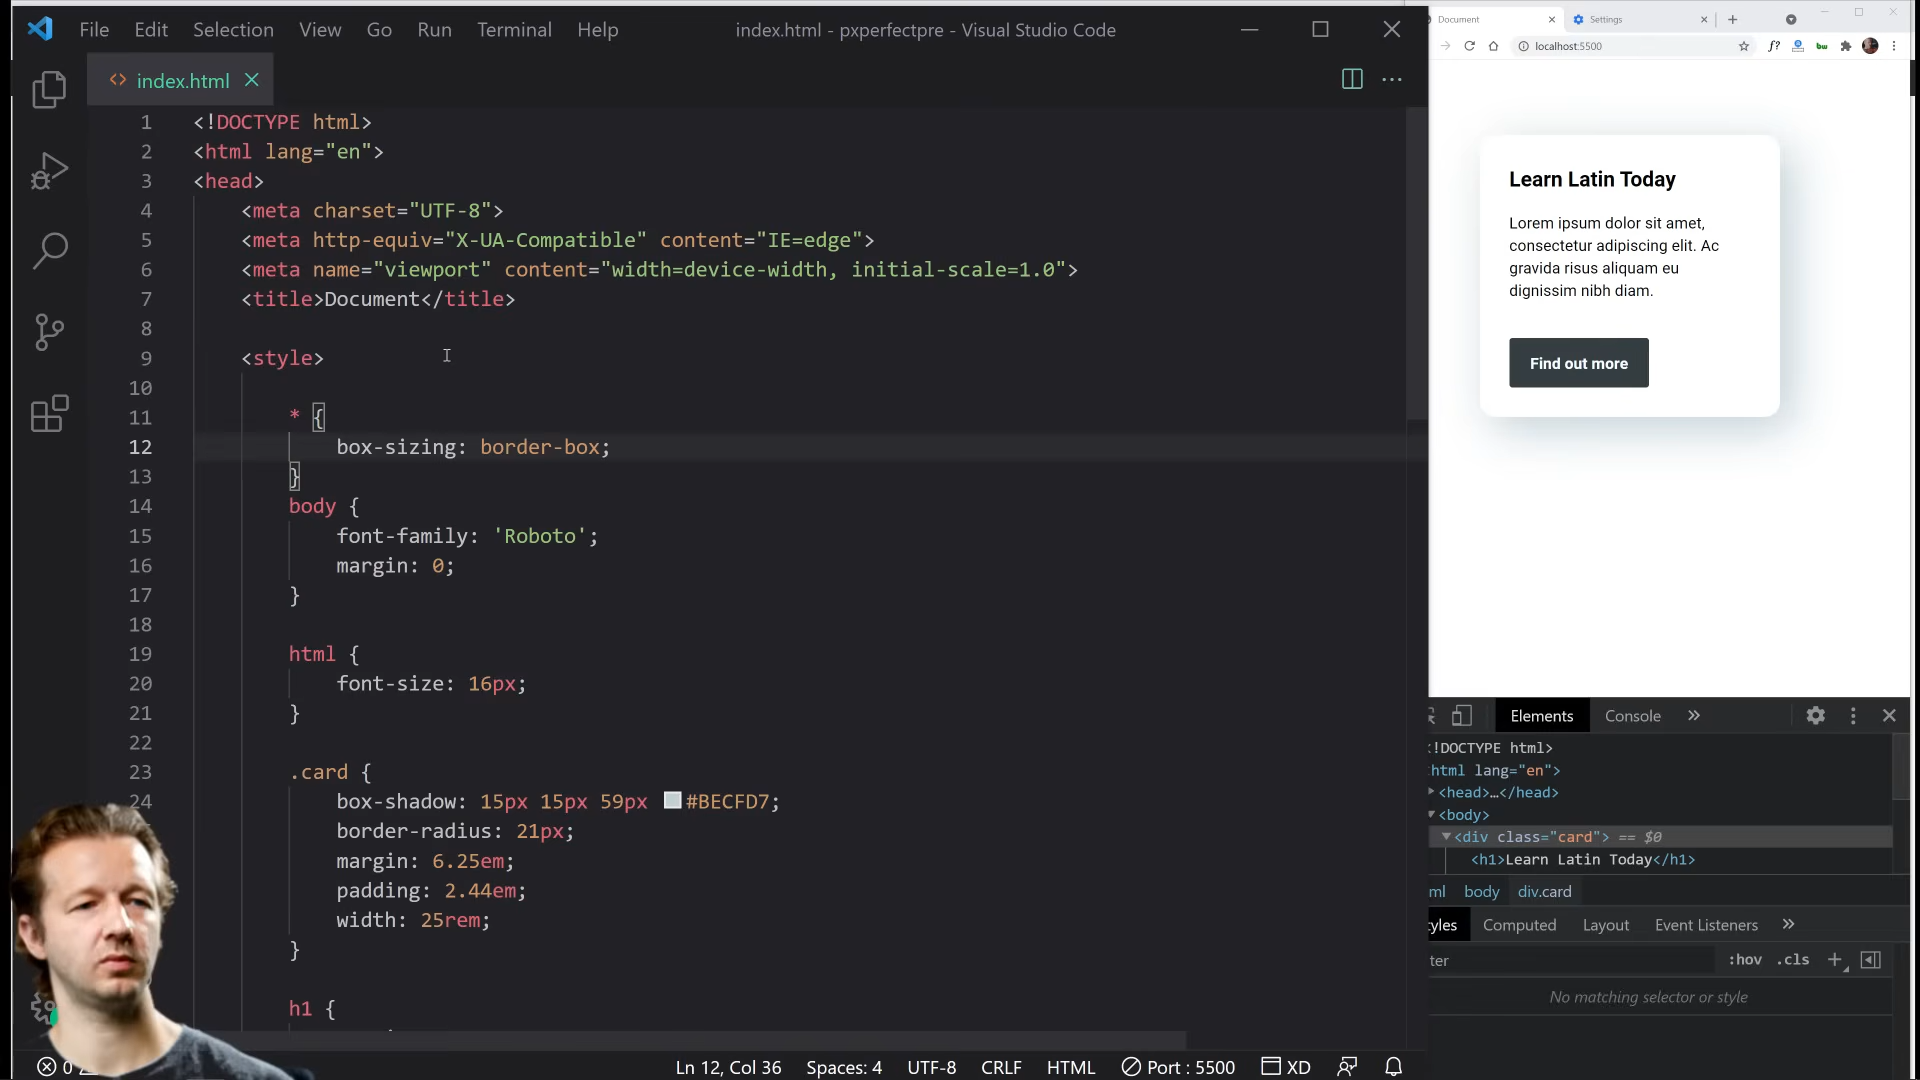 File Edit Selection View Go Run Terminal Help
index.html - pxperfectpre - Visual Studio Code
index.html
1 <!DOCTYPE html>
2 <html lang="en">
3 <head>
4 <meta charset="UTF-8">
5 <meta http-equiv="X-UA-Compatible" content="IE=edge">
6 <meta name="viewport" content="width=device-width, initial-scale=1.0">
7 <title>Document</title>
8
9 <style>
10
11 * {
12 box-sizing: border-box;
13 }
14 body {
15 font-family: 'Roboto';
16 margin: 0;
17 }
18
19 html {
20 font-size: 16px;
21 }
22
23 .card {
24 box-shadow: 15px 15px 59px #BECFD7;
border-radius: 21px;
margin: 6.25em;
padding: 2.44em;
width: 25rem;
}
h1 {
0
Ln 12, Col 36 Spaces: 4 UTF-8 CRLF HTML Port : 5500 XD
Document Settings
localhost:5500
f? bw
Learn Latin Today
Lorem ipsum dolor sit amet,
consectetur adipiscing elit. Ac
gravida risus aliquam eu
dignissim nibh diam.
Find out more
Elements Console
!DOCTYPE html>
html lang="en">
<head>…</head>
<body>
<div class="card"> == $0
<h1>Learn Latin Today</h1>
ml body div.card
yles Computed Layout Event Listeners
ter :hov .cls
No matching selector or style